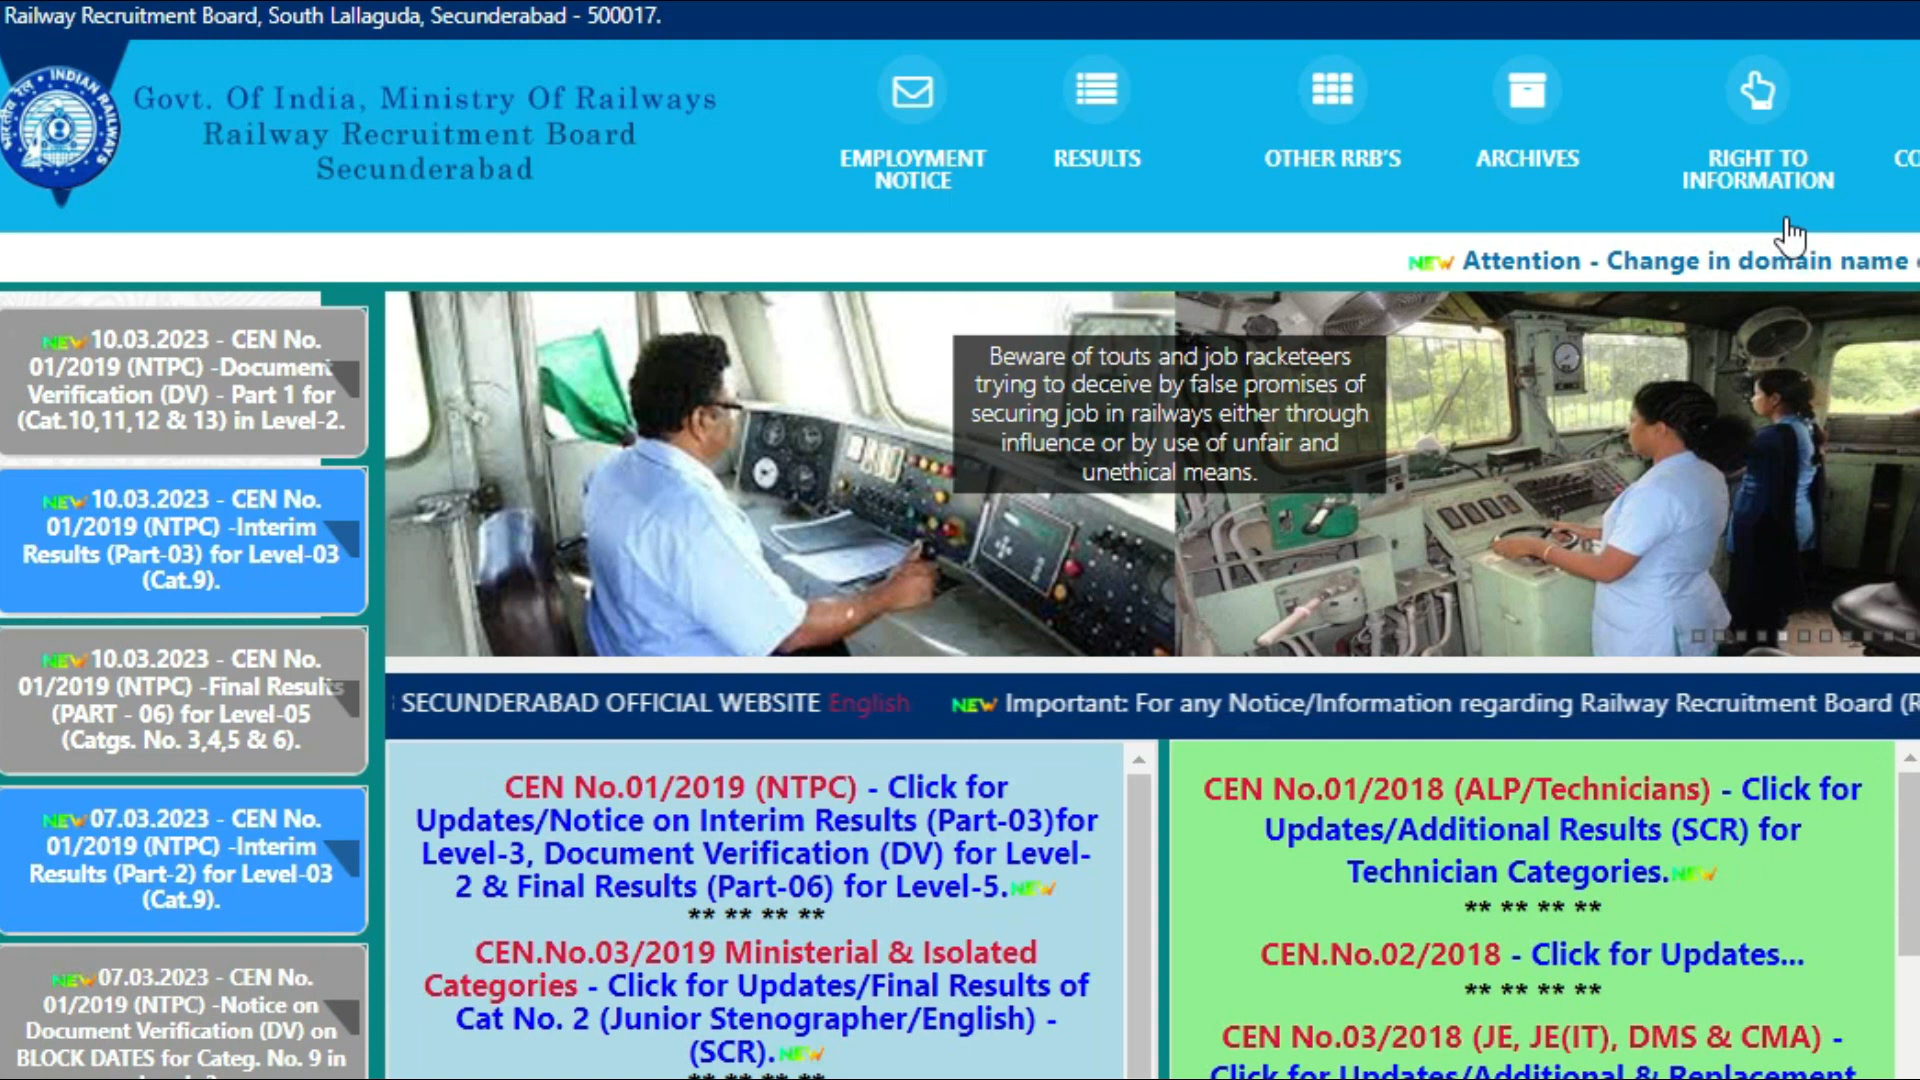 Railway Recruitment Board, South Lallaguda, Secunderabad - 500017.
INDIAN RAILWAYS
भारतीय रेल
Govt. Of India, Ministry Of Railways
Railway Recruitment Board
Secunderabad
EMPLOYMENT
NOTICE
RESULTS
OTHER RRB'S
ARCHIVES
RIGHT TO
INFORMATION
CO
NEW Attention - Change in domain name
NEW 10.03.2023 - CEN No.
01/2019 (NTPC) -Document
Verification (DV) - Part 1 for
(Cat.10,11,12 & 13) in Level-2.
NEW 10.03.2023 - CEN No.
01/2019 (NTPC) -Interim
Results (Part-03) for Level-03
(Cat.9).
NEW 10.03.2023 - CEN No.
01/2019 (NTPC) -Final Results
(PART - 06) for Level-05
(Catgs. No. 3,4,5 & 6).
NEW 07.03.2023 - CEN No.
01/2019 (NTPC) -Interim
Results (Part-2) for Level-03
(Cat.9).
NEW 07.03.2023 - CEN No.
01/2019 (NTPC) -Notice on
Document Verification (DV) on
BLOCK DATES for Categ. No. 9 in
Beware of touts and job racketeers
trying to deceive by false promises of
securing job in railways either through
influence or by use of unfair and
unethical means.
SECUNDERABAD OFFICIAL WEBSITE English NEW Important: For any Notice/Information regarding Railway Recruitment Board (R
CEN No.01/2019 (NTPC) - Click for
Updates/Notice on Interim Results (Part-03)for
Level-3, Document Verification (DV) for Level-
2 & Final Results (Part-06) for Level-5. NEW
** ** ** **
CEN.No.03/2019 Ministerial & Isolated
Categories - Click for Updates/Final Results of
Cat No. 2 (Junior Stenographer/English) -
(SCR). NEW
** ** ** **
CEN No.01/2018 (ALP/Technicians) - Click for
Updates/Additional Results (SCR) for
Technician Categories. NEW
** ** ** **
CEN.No.02/2018 - Click for Updates...
** ** ** **
CEN No.03/2018 (JE, JE(IT), DMS & CMA) -
Click for Updates/Additional & Replacement